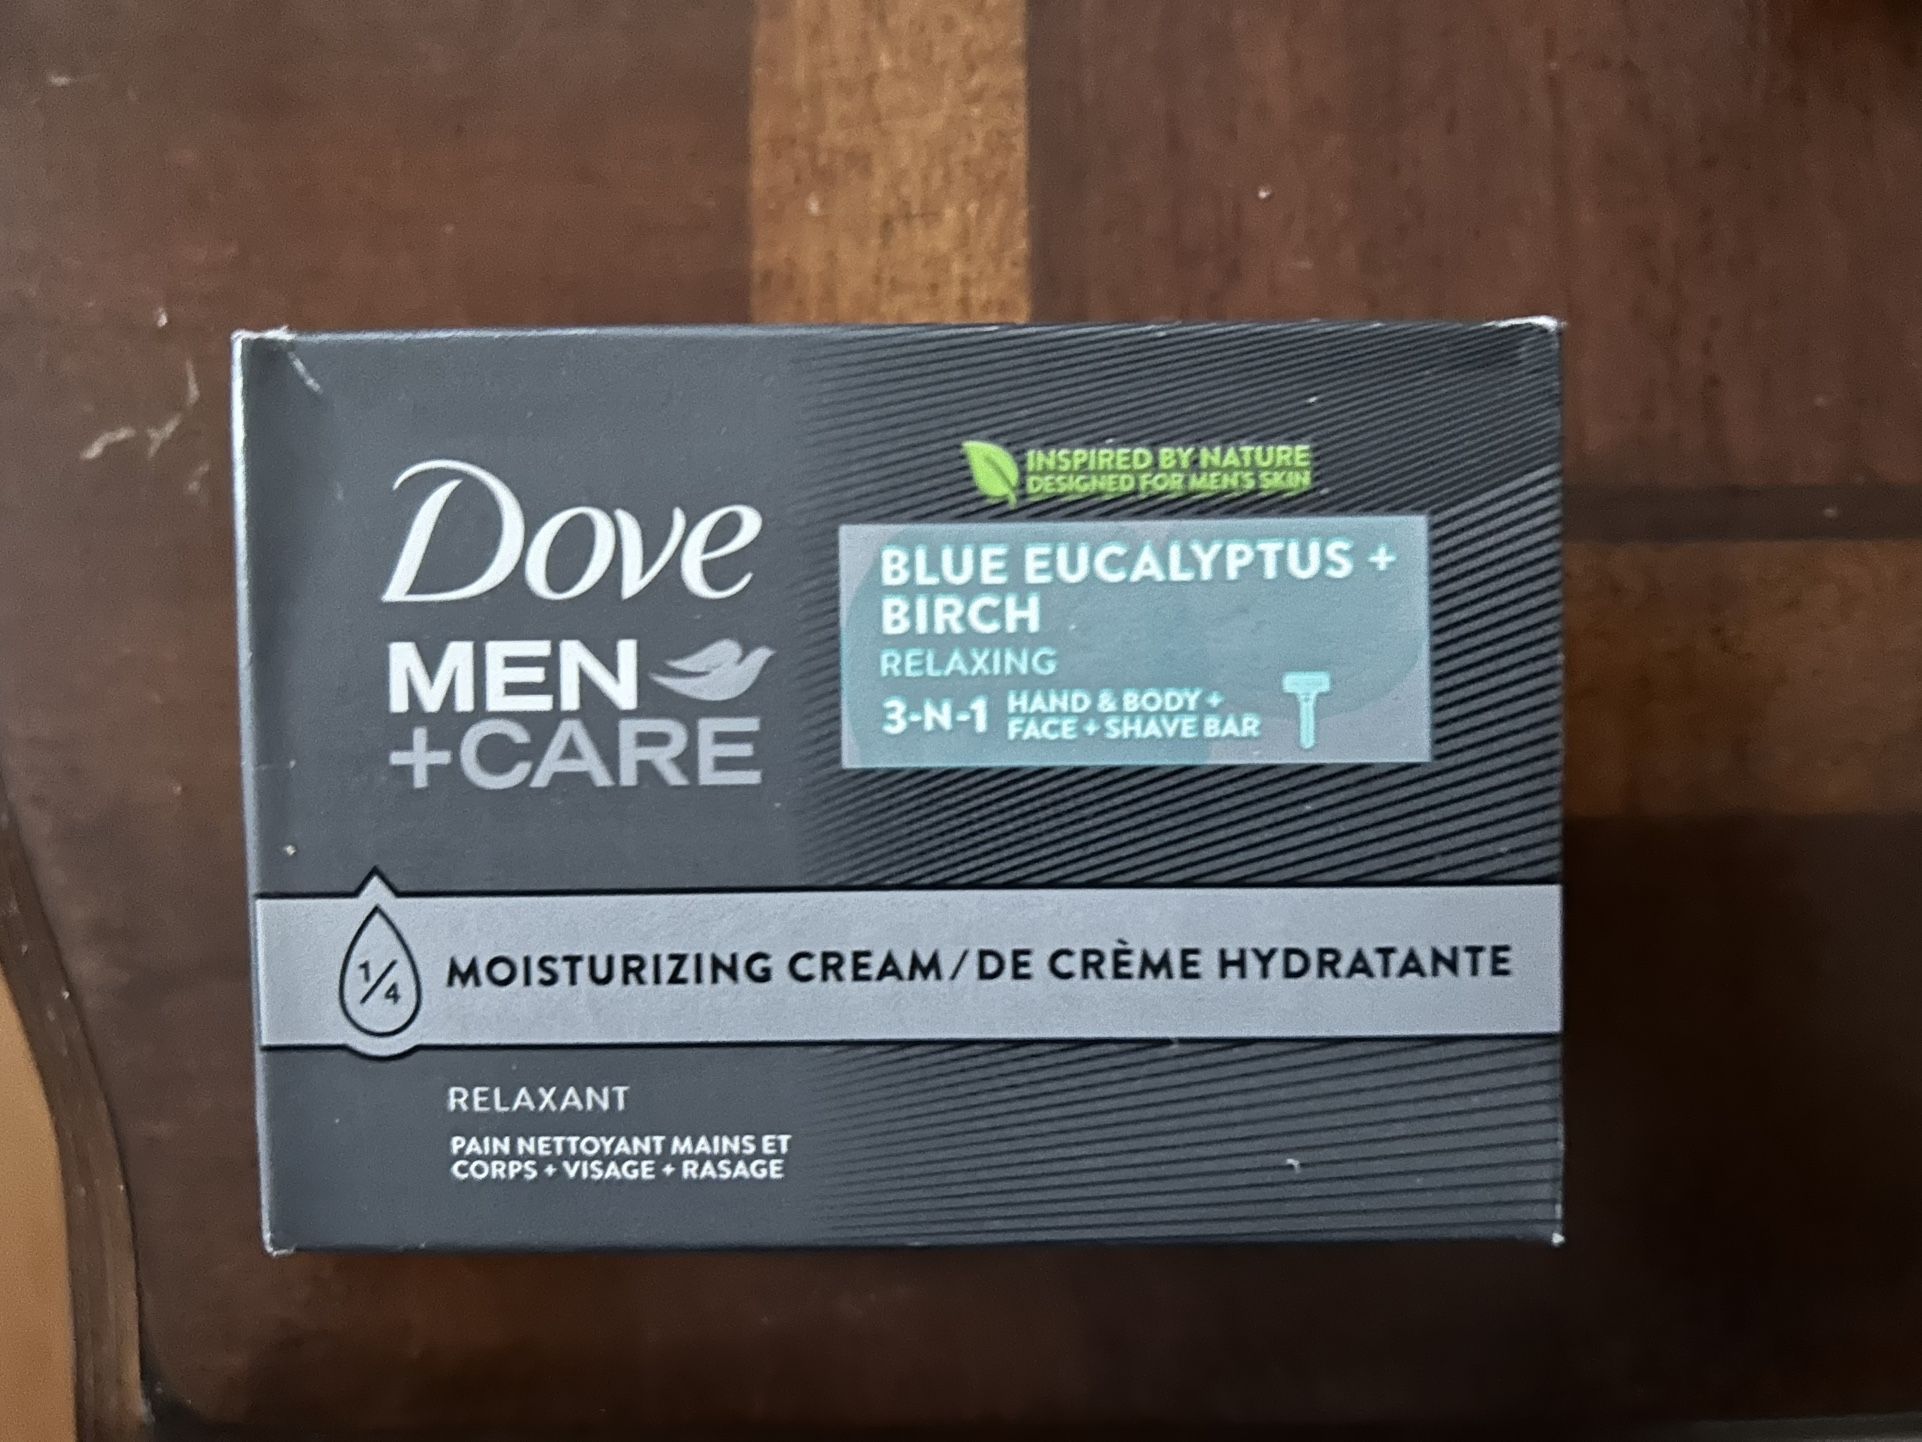 Dove
MEN
+CARE
INSPIRED BY NATURE
DESIGNED FOR MEN'S SKIN
BLUE EUCALYPTUS +
BIRCH
RELAXING
3-N-1 HAND & BODY +
FACE + SHAVE BAR
1/4 MOISTURIZING CREAM/DE CRÈME HYDRATANTE
RELAXANT
PAIN NETTOYANT MAINS ET
CORPS + VISAGE + RASAGE